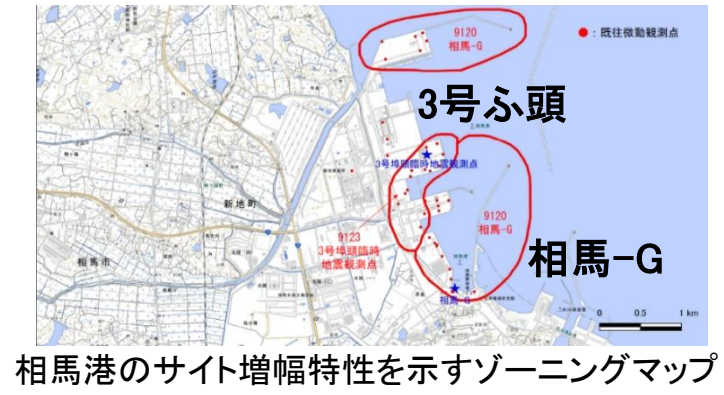 9120
相馬-G
●：既往微動観測点
3号ふ頭
3号埠頭臨時地震観測点
新地町
9123
3号埠頭臨時
地震観測点
9120
相馬-G
相馬-G
相馬市
相馬-G
0 0.5 1 km
相馬港のサイト増幅特性を示すゾーニングマップ